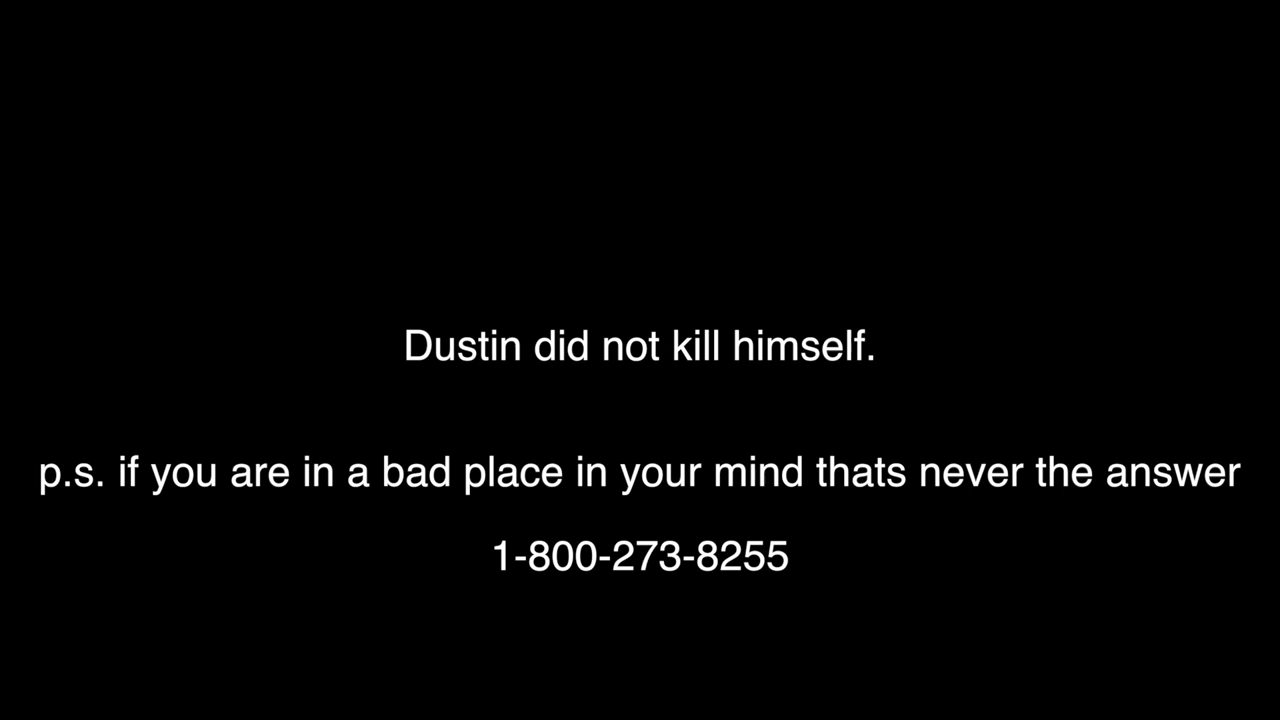 Dustin did not kill himself.
p.s. if you are in a bad place in your mind thats never the answer
1-800-273-8255